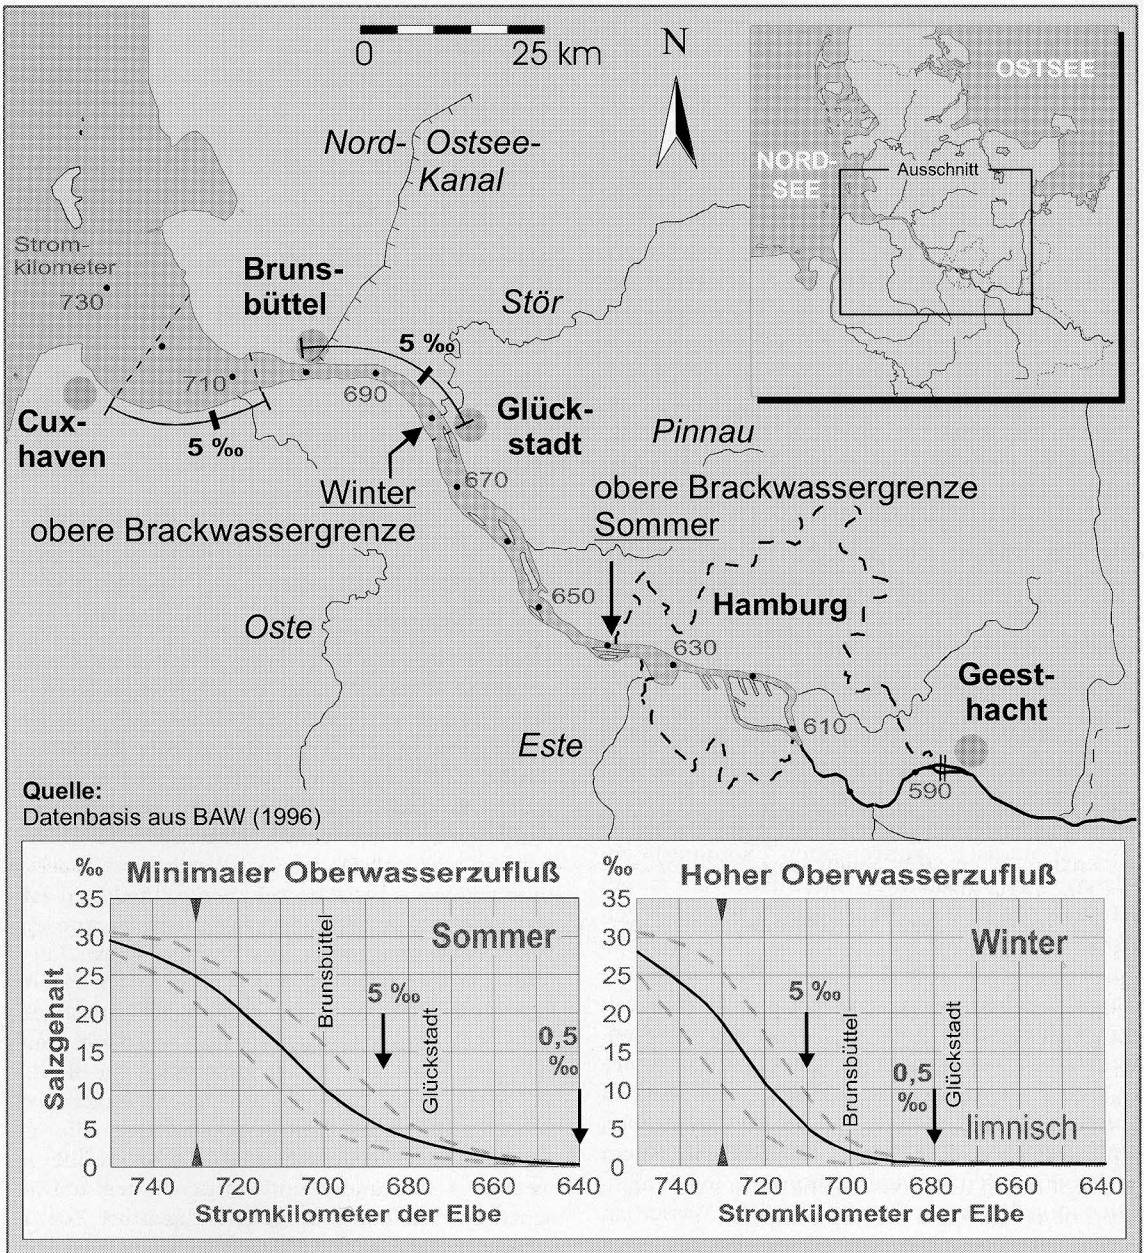 0 25 km
N
OSTSEE
NORD-
SEE
Ausschnitt
Nord- Ostsee-
Kanal
Strom-
kilometer
730
Bruns-
büttel
Stör
5 ‰
710
690
Cux-
haven
5 ‰
Glück-
stadt
Pinnau
670
Winter
obere Brackwassergrenze
obere Brackwassergrenze
Sommer
650
Hamburg
Oste
630
Geest-
hacht
610
Este
590
Quelle:
Datenbasis aus BAW (1996)
‰ Minimaler Oberwasserzufluß
35
30
25
20
15
10
5
0
Salzgehalt
Sommer
Brunsbüttel
5 ‰
Glückstadt
0,5
‰
740 720 700 680 660 640
Stromkilometer der Elbe
‰ Hoher Oberwasserzufluß
35
30
25
20
15
10
5
0
Winter
5 ‰
Brunsbüttel
0,5
‰
Glückstadt
limnisch
740 720 700 680 660 640
Stromkilometer der Elbe